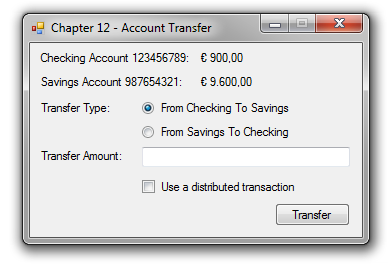 Chapter 12 - Account Transfer
Checking Account 123456789: € 900,00
Savings Account 987654321: € 9.600,00
Transfer Type: From Checking To Savings
From Savings To Checking
Transfer Amount:
Use a distributed transaction
Transfer